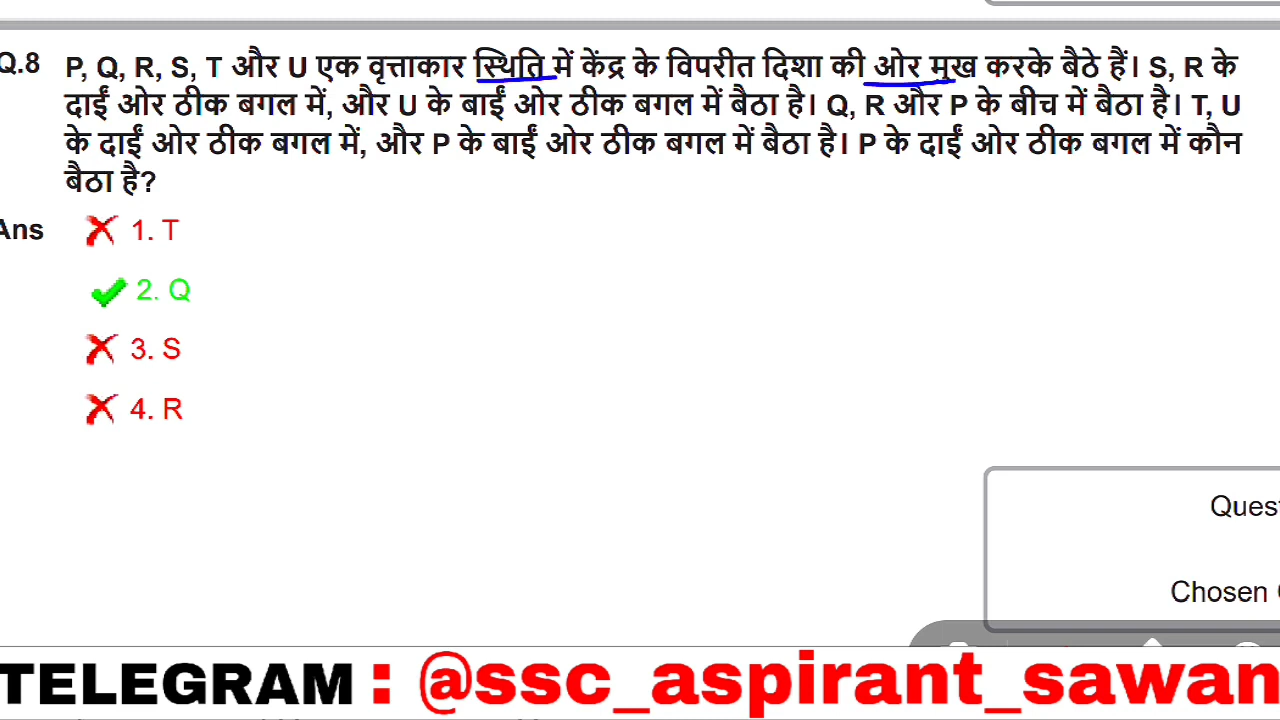 Q.8 P, Q, R, S, T और U एक वृत्ताकार स्थिति में केंद्र के विपरीत दिशा की ओर मुख करके बैठे हैं। S, R के
दाईं ओर ठीक बगल में, और U के बाईं ओर ठीक बगल में बैठा है। Q, R और P के बीच में बैठा है। T, U
के दाईं ओर ठीक बगल में, और P के बाईं ओर ठीक बगल में बैठा है। P के दाईं ओर ठीक बगल में कौन
बैठा है?
Ans 1. T
2. Q
3. S
4. R
Ques
Chosen
TELEGRAM : @ssc_aspirant_sawan